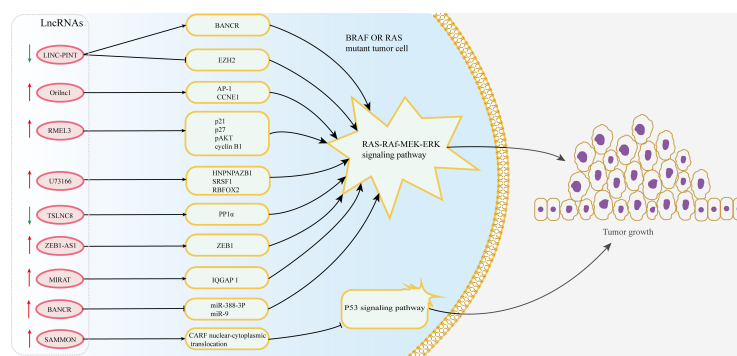 LncRNAs
BRAF OR RAS
mutant tumor cell
LINC-PINT
BANCR
EZH2
Orilnc1
AP-1
CCNE1
RMEL3
p21
p27
pAKT
cyclin B1
RAS-RAf-MEK-ERK
signaling pathway
U73166
HNPNPAZB1
SRSF1
RBFOX2
TSLNC8
PP1α
ZEB1-AS1
ZEB1
MIRAT
IQGAP 1
BANCR
miR-388-3P
miR-9
SAMMON
CARF nuclear-cytoplasmic
translocation
P53 signaling pathway
Tumor growth